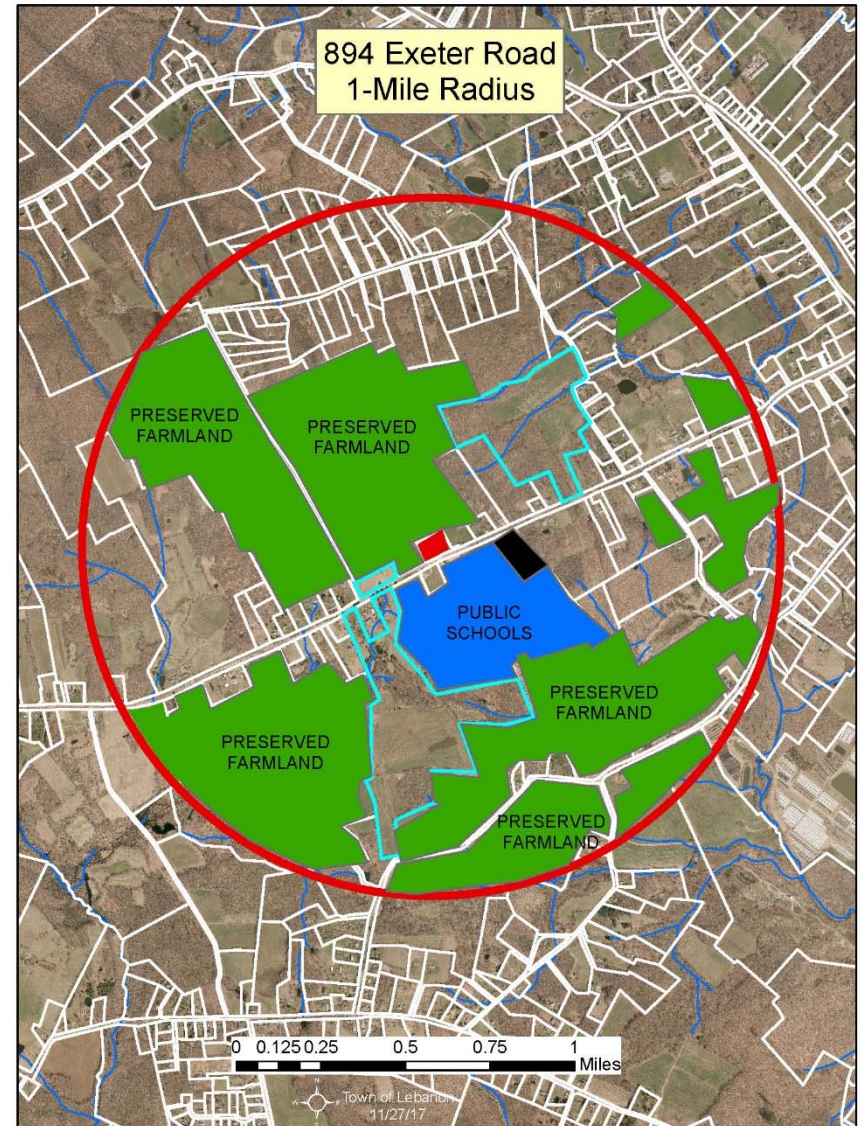 894 Exeter Road
1-Mile Radius
PRESERVED
FARMLAND
PRESERVED
FARMLAND
PUBLIC
SCHOOLS
PRESERVED
FARMLAND
PRESERVED
FARMLAND
PRESERVED
FARMLAND
0 0.125 0.25 0.5 0.75 1
Miles
N
W E
S
Town of Lebanon
11/27/17